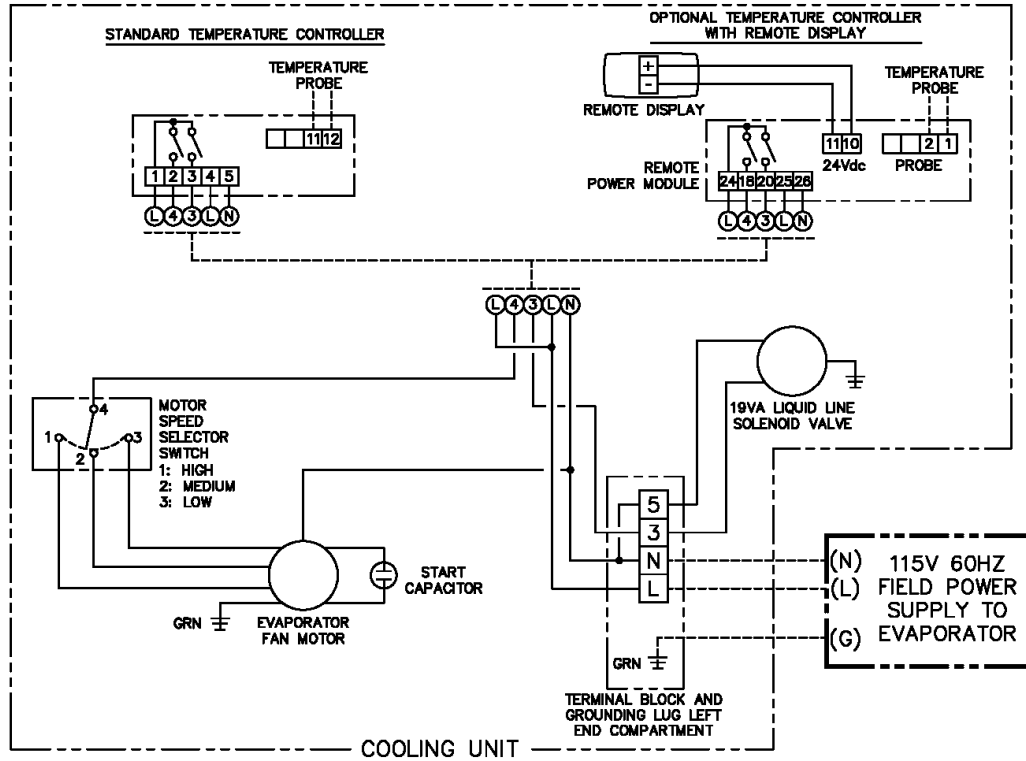 STANDARD TEMPERATURE CONTROLLER
TEMPERATURE
PROBE
11 12
1 2 3 4 5
L 4 3 L N
OPTIONAL TEMPERATURE CONTROLLER
WITH REMOTE DISPLAY
+
-
REMOTE DISPLAY
TEMPERATURE
PROBE
11 10
24Vdc
2 1
PROBE
REMOTE
POWER MODULE
24 18 20 25 26
L 4 3 L N
L 4 3 L N
19VA LIQUID LINE
SOLENOID VALVE
4
1
3
2
MOTOR
SPEED
SELECTOR
SWITCH
1: HIGH
2: MEDIUM
3: LOW
START
CAPACITOR
GRN
EVAPORATOR
FAN MOTOR
5
3
N
L
GRN
TERMINAL BLOCK AND
GROUNDING LUG LEFT
END COMPARTMENT
(N)
(L)
(G)
115V 60HZ
FIELD POWER
SUPPLY TO
EVAPORATOR
COOLING UNIT